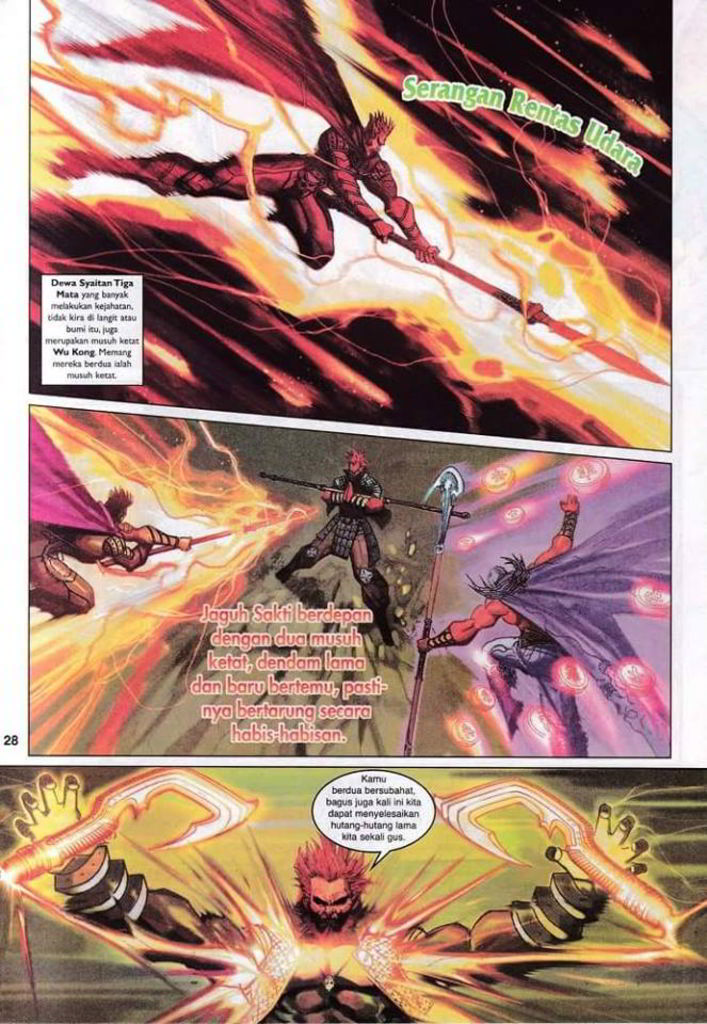 Serangan Rentas Udara
Dewa Syaitan Tiga
Mata yang banyak
melakukan kejahatan,
tidak kira di langit atau
bumi itu, juga
merupakan musuh ketat
Wu Kong. Memang
mereka berdua ialah
musuh ketat.
Jaguh Sakti berdepan
dengan dua musuh
ketat, dendam lama
dan baru bertemu, pasti-
nya bertarung secara
habis-habisan.
28
Kamu
berdua bersubahat,
bagus juga kali ini kita
dapat menyelesaikan
hutang-hutang lama
kita sekali gus.